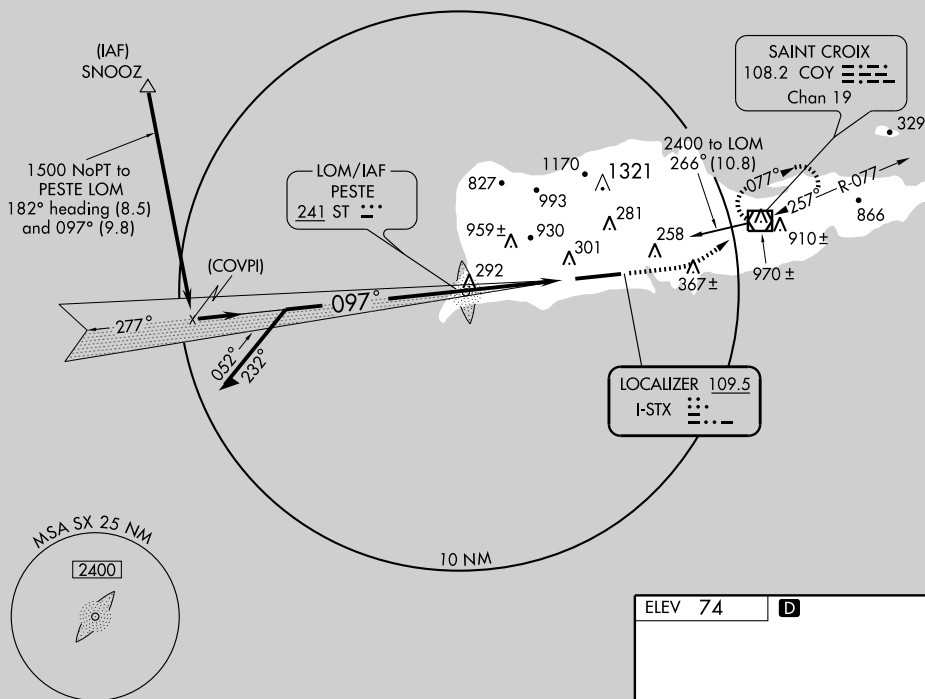 (IAF)
SNOOZ
1500 NoPT to
PESTE LOM
182° heading (8.5)
and 097° (9.8)
LOM/IAF
PESTE
241 ST
SAINT CROIX
108.2 COY
Chan 19
2400 to LOM
266° (10.8)
077°
257°
R-077
329
866
910±
970±
827
993
1170
1321
959±
930
281
301
258
292
367±
(COVPI)
277°
097°
052°
232°
LOCALIZER 109.5
I-STX
10 NM
MSA SX 25 NM
2400
ELEV 74
D